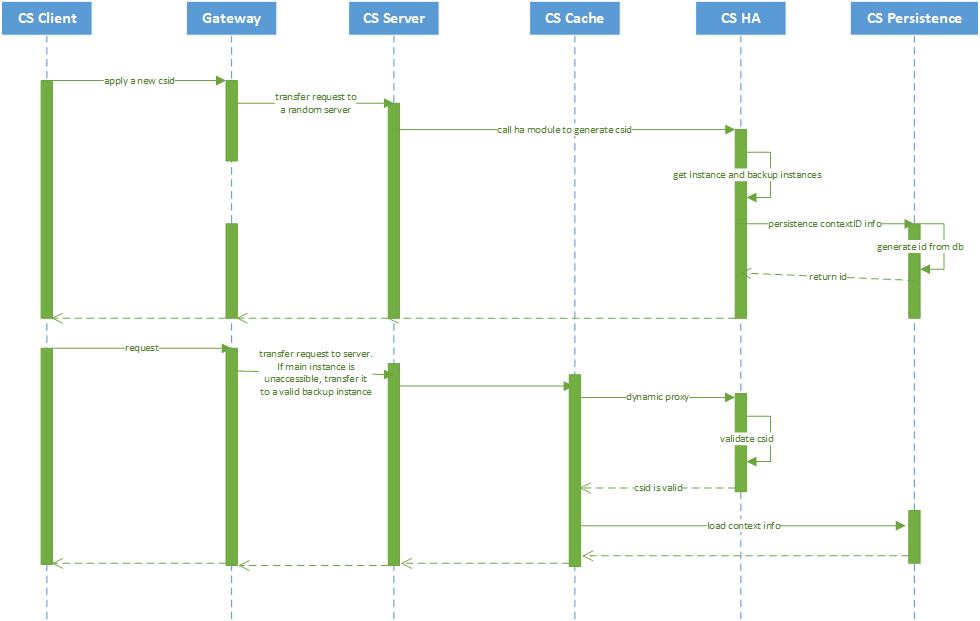 CS Client
Gateway
CS Server
CS Cache
CS HA
CS Persistence
apply a new csid
transfer request to
a random server
call ha module to generate csid
get instance and backup instances
persistence contextID info
generate id from db
return id
request
transfer request to server.
If main instance is
unaccessible, transfer it
to a valid backup instance
dynamic proxy
validate csid
csid is valid
load context info